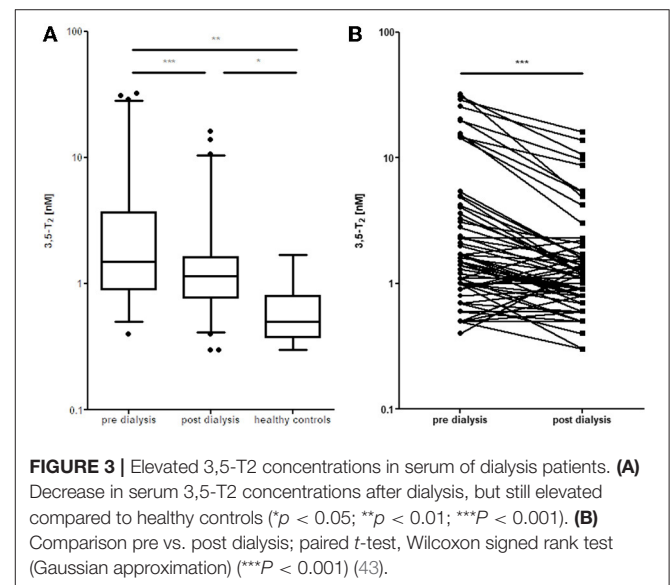 A
B
100
10
1
0.1
3,5-T2 [nM]
**
***
*
pre dialysis
post dialysis
healthy controls
100
10
1
0.1
3,5-T2 [nM]
***
pre dialysis
post dialysis
FIGURE 3 | Elevated 3,5-T2 concentrations in serum of dialysis patients. (A)
Decrease in serum 3,5-T2 concentrations after dialysis, but still elevated
compared to healthy controls (*p < 0.05; **p < 0.01; ***P < 0.001). (B)
Comparison pre vs. post dialysis; paired t-test, Wilcoxon signed rank test
(Gaussian approximation) (***P < 0.001) (43).